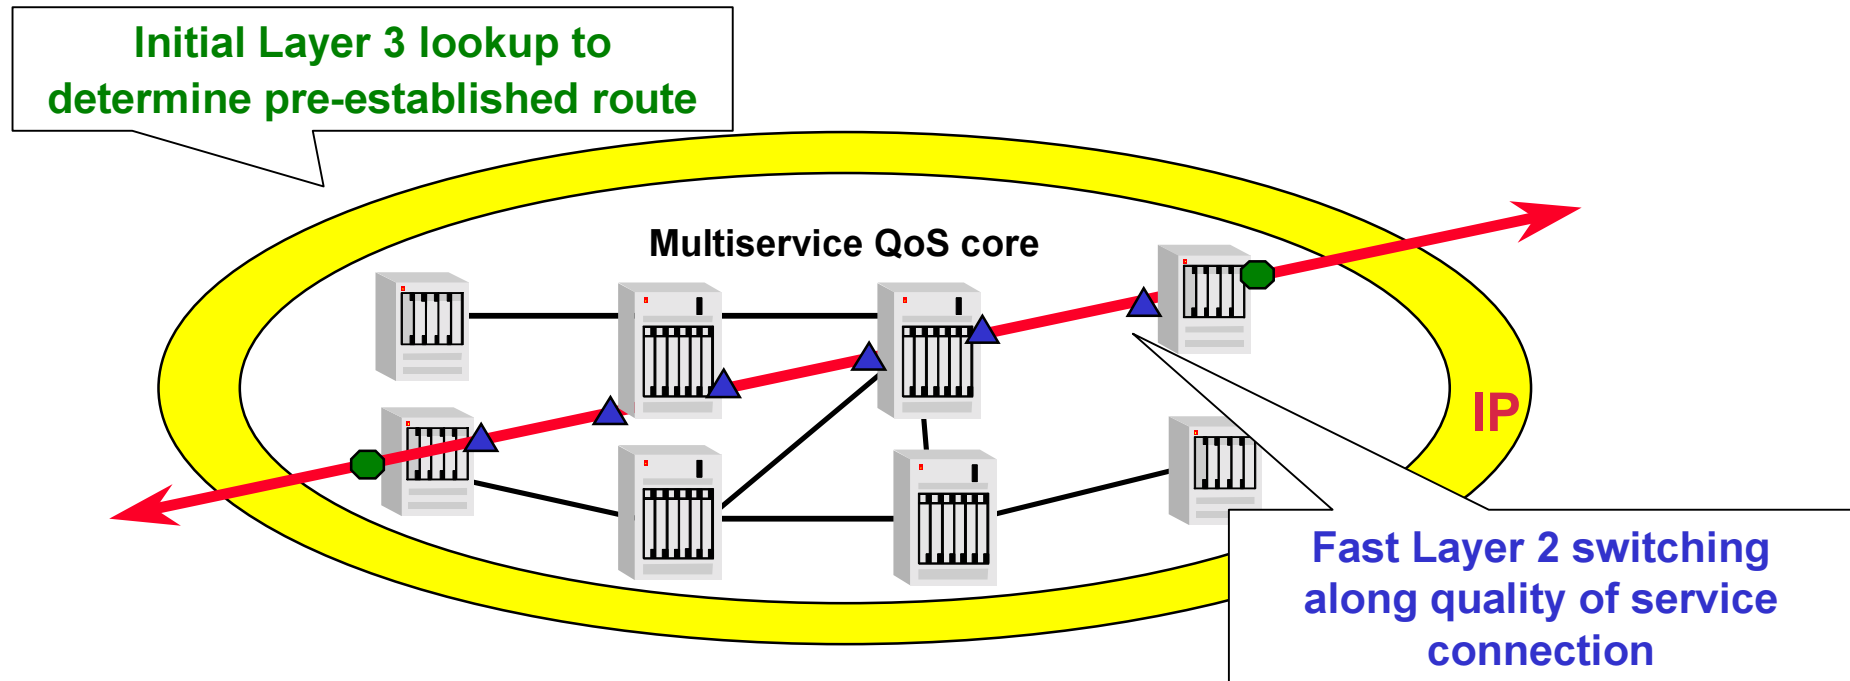 Initial Layer 3 lookup to
determine pre-established route
Multiservice QoS core
IP
Fast Layer 2 switching
along quality of service
connection